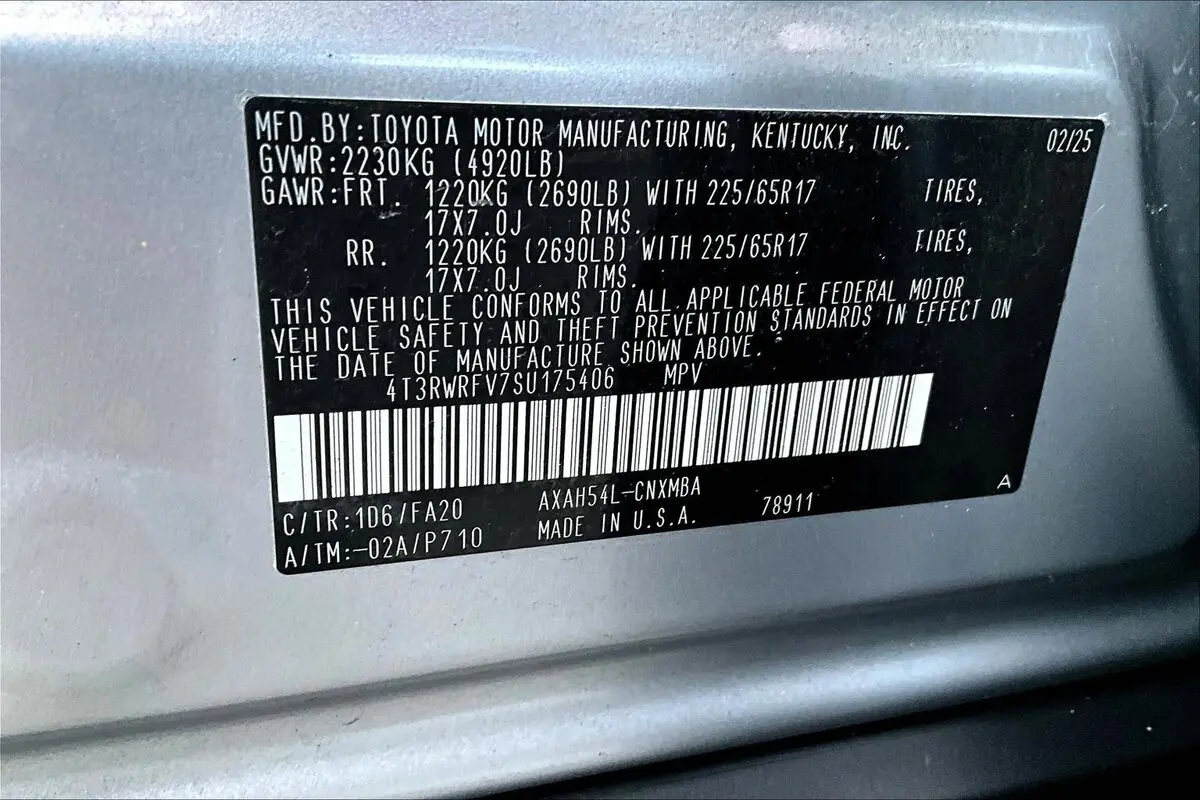 MFD.BY:TOYOTA MOTOR MANUFACTURING, KENTUCKY, INC. 02/25
GVWR:2230KG (4920LB)
GAWR:FRT. 1220KG (2690LB) WITH 225/65R17 TIRES,
17X7.0J RIMS.
RR. 1220KG (2690LB) WITH 225/65R17 TIRES,
17X7.0J RIMS.
THIS VEHICLE CONFORMS TO ALL APPLICABLE FEDERAL MOTOR
VEHICLE SAFETY AND THEFT PREVENTION STANDARDS IN EFFECT ON
THE DATE OF MANUFACTURE SHOWN ABOVE.
4T3RWRFV7SU175406 MPV
C/TR:1D6/FA20 AXAH54L-CNXMBA
A/TM:-02A/P710 MADE IN U.S.A. 78911 A